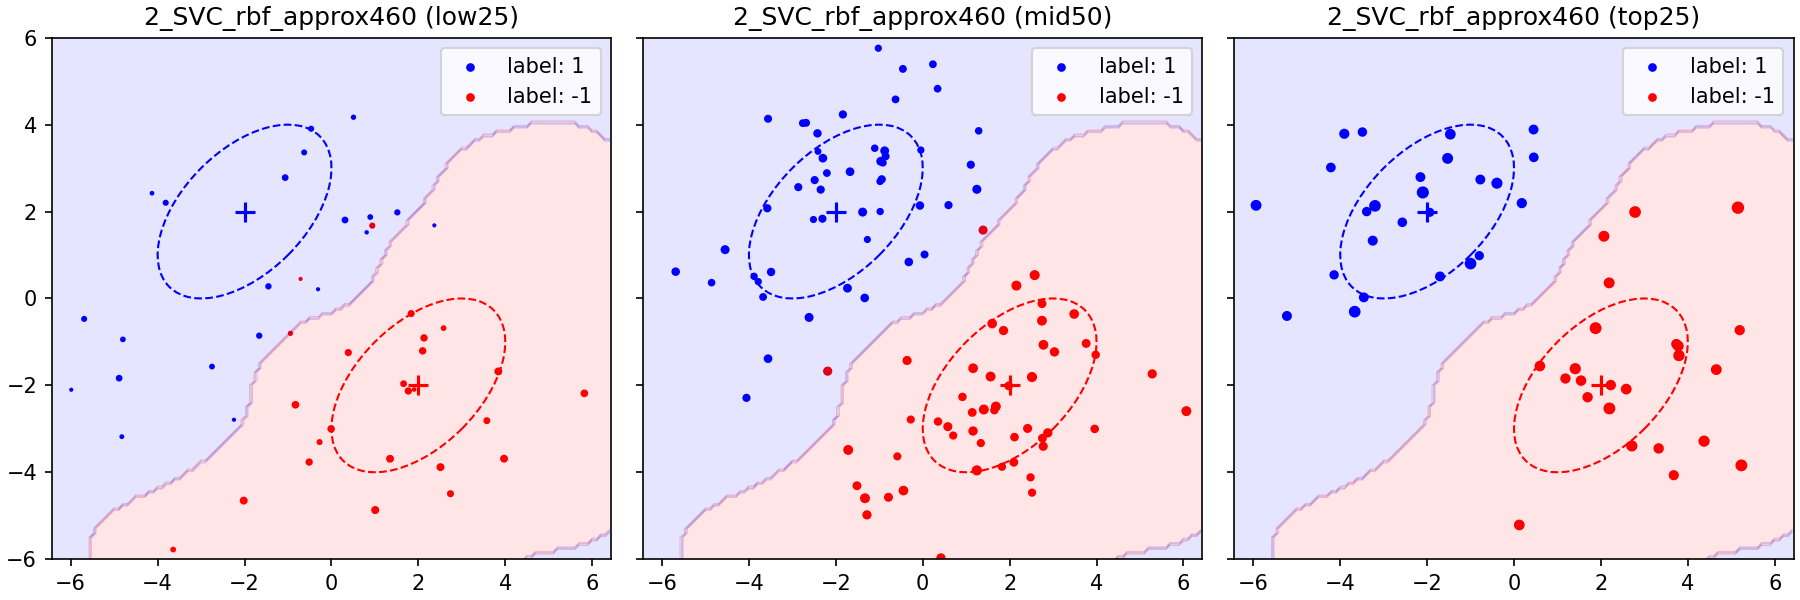 2_SVC_rbf_approx460 (low25)
2_SVC_rbf_approx460 (mid50)
2_SVC_rbf_approx460 (top25)
label: 1
label: -1
label: 1
label: -1
label: 1
label: -1
6
4
2
0
−2
−4
−6
−6 −4 −2 0 2 4 6
−6 −4 −2 0 2 4 6
−6 −4 −2 0 2 4 6